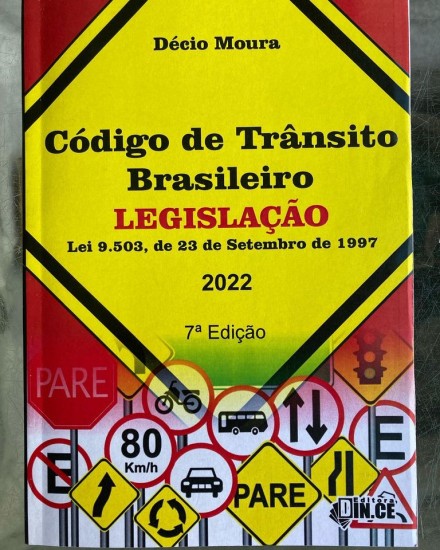 Décio Moura
Código de Trânsito
Brasileiro
LEGISLAÇÃO
Lei 9.503, de 23 de Setembro de 1997
2022
7ª Edição
PARE
80
Km/h
E
E
PARE
Editora
DIN.CE